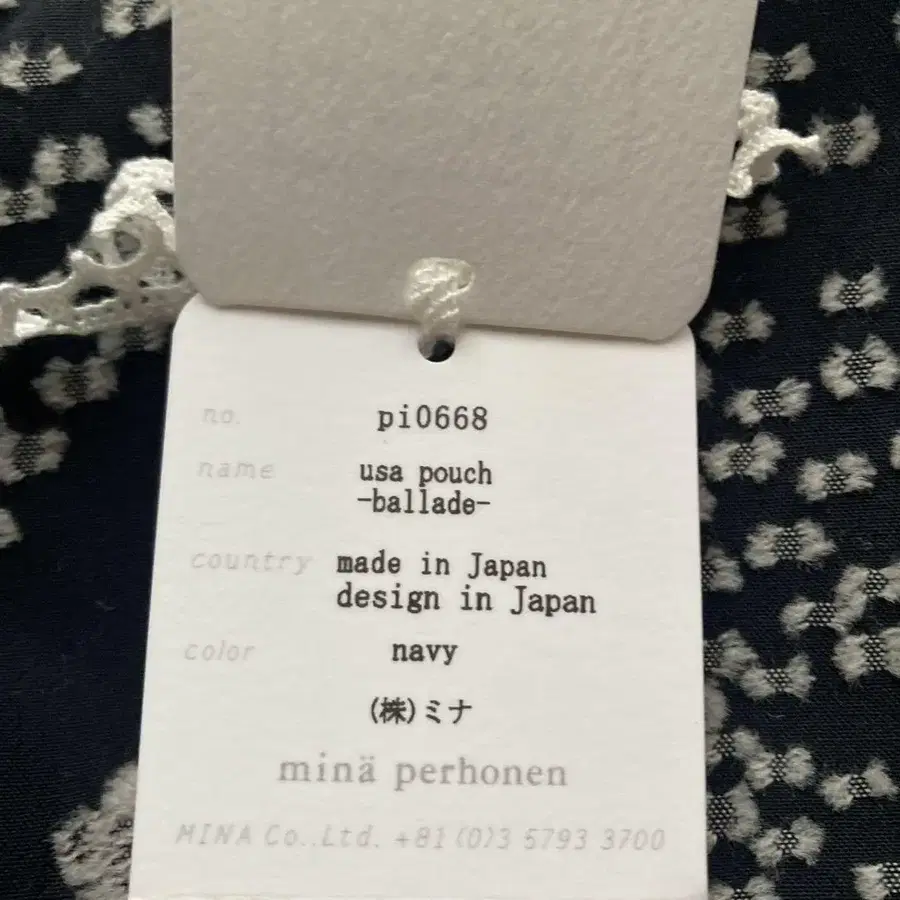 no. pi0668
name usa pouch
-ballade-
country made in Japan
design in Japan
color navy
(株)ミナ
minä perhonen
MINA Co.,Ltd. +81(0)3 5793 3700